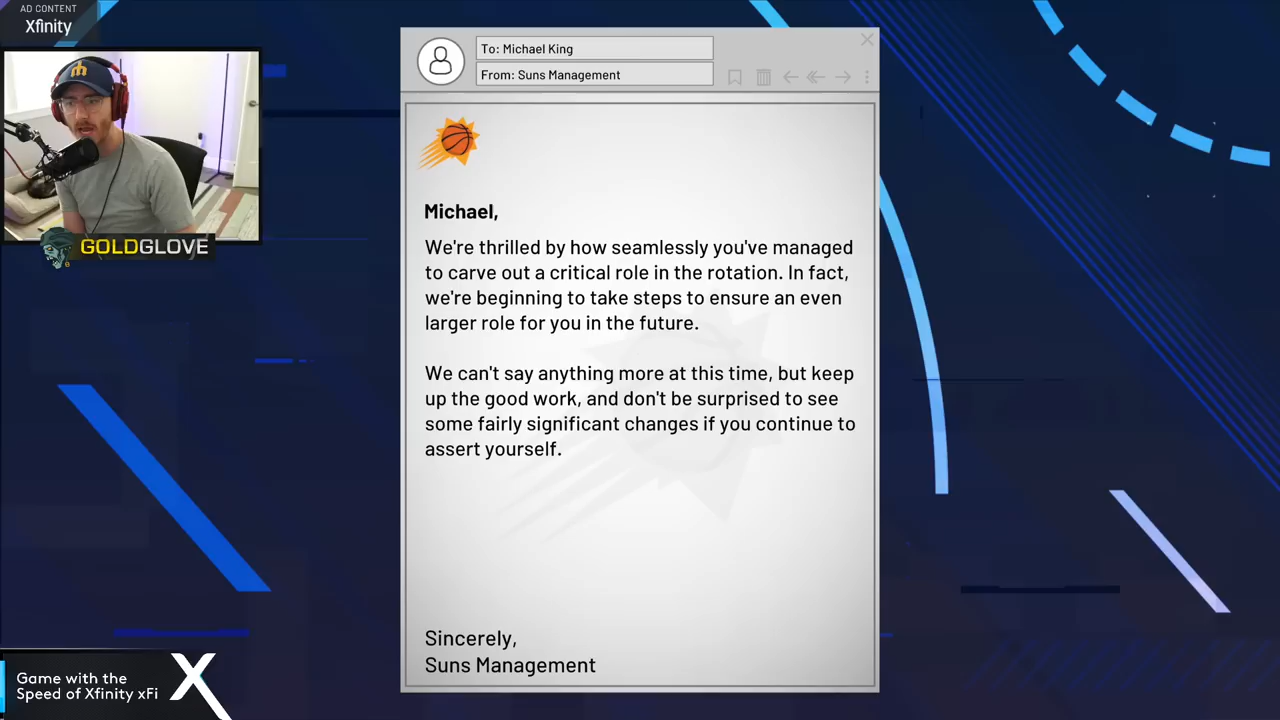 AD CONTENT
Xfinity
GOLDGLOVE
To: Michael King
From: Suns Management
Michael,
We're thrilled by how seamlessly you've managed
to carve out a critical role in the rotation. In fact,
we're beginning to take steps to ensure an even
larger role for you in the future.
We can't say anything more at this time, but keep
up the good work, and don't be surprised to see
some fairly significant changes if you continue to
assert yourself.
Sincerely,
Suns Management
Game with the
Speed of Xfinity xFi
X